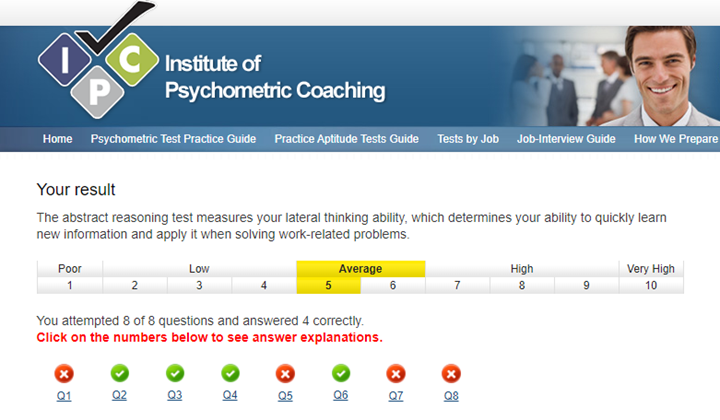 I P C
Institute of
Psychometric Coaching
Home Psychometric Test Practice Guide Practice Aptitude Tests Guide Tests by Job Job-Interview Guide How We Prepare
Your result
The abstract reasoning test measures your lateral thinking ability, which determines your ability to quickly learn
new information and apply it when solving work-related problems.
Poor Low Average High Very High
1 2 3 4 5 6 7 8 9 10
You attempted 8 of 8 questions and answered 4 correctly.
Click on the numbers below to see answer explanations.
Q1 Q2 Q3 Q4 Q5 Q6 Q7 Q8